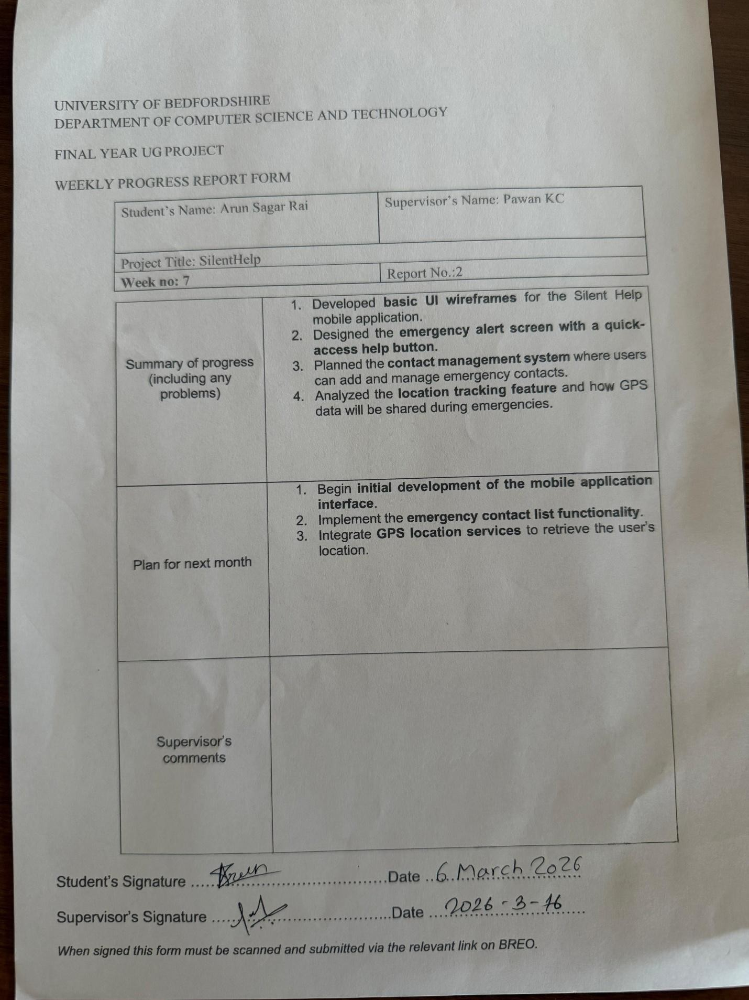 UNIVERSITY OF BEDFORDSHIRE
DEPARTMENT OF COMPUTER SCIENCE AND TECHNOLOGY
FINAL YEAR UG PROJECT
WEEKLY PROGRESS REPORT FORM
Student's Name: Arun Sagar Rai
Supervisor's Name: Pawan KC
Project Title: SilentHelp
Week no: 7
Report No.:2
Summary of progress
(including any
problems)
1. Developed basic UI wireframes for the Silent Help
mobile application.
2. Designed the emergency alert screen with a quick-
access help button.
3. Planned the contact management system where users
can add and manage emergency contacts.
4. Analyzed the location tracking feature and how GPS
data will be shared during emergencies.
Plan for next month
1. Begin initial development of the mobile application
interface.
2. Implement the emergency contact list functionality.
3. Integrate GPS location services to retrieve the user's
location.
Supervisor's
comments
Student's Signature ........ Date ..6 March 2026
Supervisor's Signature ........ Date ....2026-3-16
When signed this form must be scanned and submitted via the relevant link on BREO.